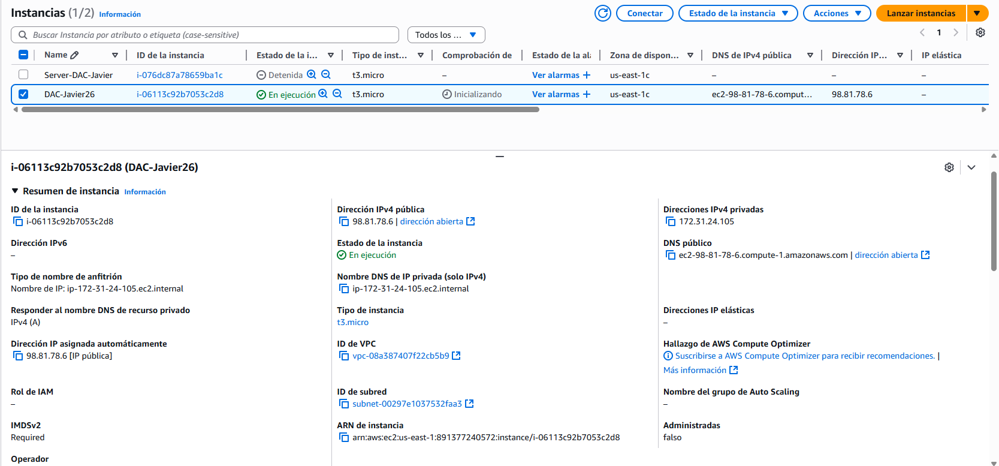 Instancias (1/2) Información
Conectar
Estado de la instancia
Acciones
Lanzar instancias
Buscar Instancia por atributo o etiqueta (case-sensitive)
Todos los ...
1
Name ID de la instancia Estado de la i... Tipo de inst... Comprobación de Estado de la ala Zona de dispon... DNS de IPv4 pública Dirección IP... IP elástica
Server-DAC-Javier i-076dc87a78659ba1c Detenida t3.micro – Ver alarmas + us-east-1c – – –
DAC-Javier26 i-06113c92b7053c2d8 En ejecución t3.micro Inicializando Ver alarmas + us-east-1c ec2-98-81-78-6.comput... 98.81.78.6 –
i-06113c92b7053c2d8 (DAC-Javier26)
Resumen de instancia Información
ID de la instancia
i-06113c92b7053c2d8
Dirección IPv4 pública
98.81.78.6 | dirección abierta
Direcciones IPv4 privadas
172.31.24.105
Dirección IPv6
–
Estado de la instancia
En ejecución
DNS público
ec2-98-81-78-6.compute-1.amazonaws.com | dirección abierta
Tipo de nombre de anfitrión
Nombre de IP: ip-172-31-24-105.ec2.internal
Nombre DNS de IP privada (solo IPv4)
ip-172-31-24-105.ec2.internal
Responder al nombre DNS de recurso privado
IPv4 (A)
Tipo de instancia
t3.micro
Direcciones IP elásticas
–
Dirección IP asignada automáticamente
98.81.78.6 [IP pública]
ID de VPC
vpc-08a387407f22cb5b9
Hallazgo de AWS Compute Optimizer
Suscribirse a AWS Compute Optimizer para recibir recomendaciones. |
Más información
Rol de IAM
–
ID de subred
subnet-00297e1037532faa3
Nombre del grupo de Auto Scaling
–
IMDSv2
Required
ARN de instancia
arn:aws:ec2:us-east-1:891377240572:instance/i-06113c92b7053c2d8
Administradas
falso
Operador